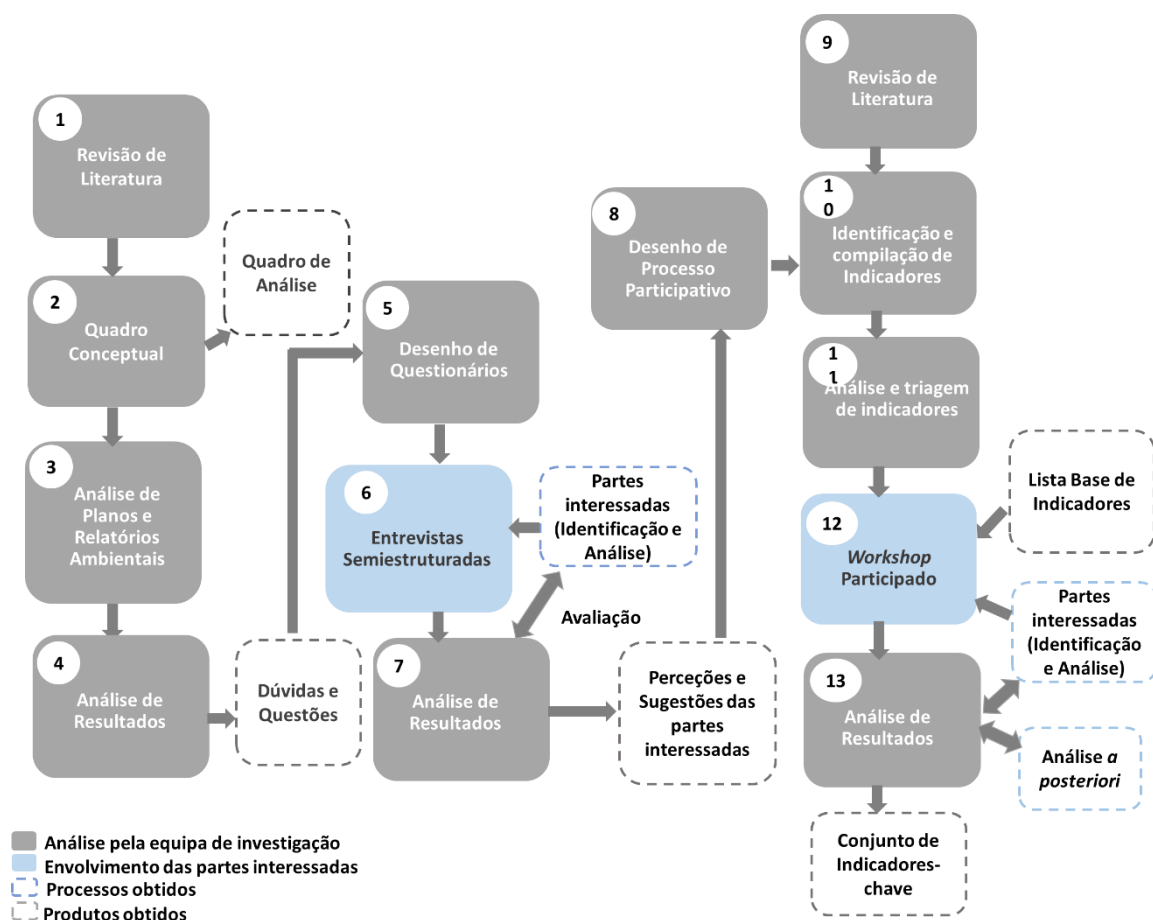 1
Revisão de
Literatura
2
Quadro
Conceptual
Quadro de
Análise
3
Análise de
Planos e
Relatórios
Ambientais
4
Análise de
Resultados
Dúvidas e
Questões
5
Desenho de
Questionários
6
Entrevistas
Semiestruturadas
Partes
interessadas
(Identificação e
Análise)
Avaliação
7
Análise de
Resultados
Perceções e
Sugestões das
partes
interessadas
8
Desenho de
Processo
Participativo
9
Revisão de
Literatura
1
0
Identificação e
compilação de
Indicadores
1
1
Análise e triagem
de indicadores
Lista Base de
Indicadores
12
Workshop
Participado
Partes
interessadas
(Identificação
e Análise)
13
Análise de
Resultados
Análise a
posteriori
Conjunto de
Indicadores-
chave
Análise pela equipa de investigação
Envolvimento das partes interessadas
Processos obtidos
Produtos obtidos